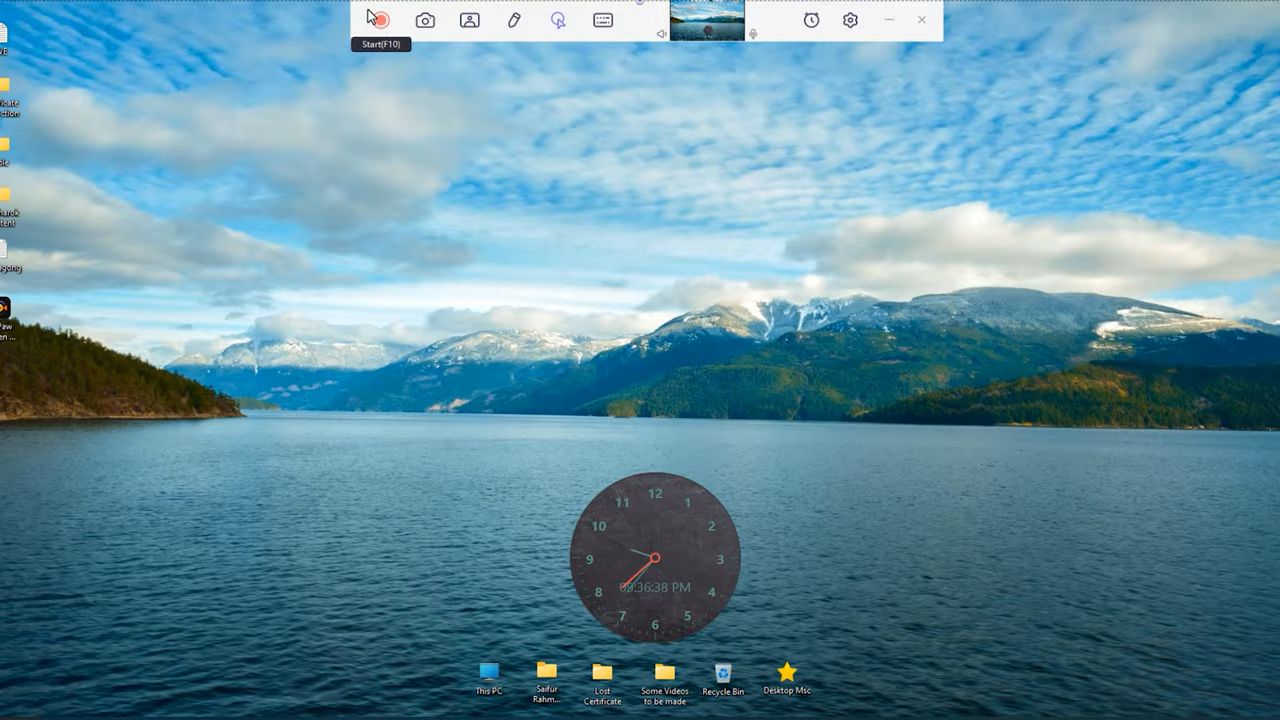 Start(F10)
12
11
1
10
2
9
3
8
4
7
5
6
:36:38 PM
This PC
Saifur
Rahm...
Lost
Certificate
Some Videos
to be made
Recycle Bin
Desktop Msc